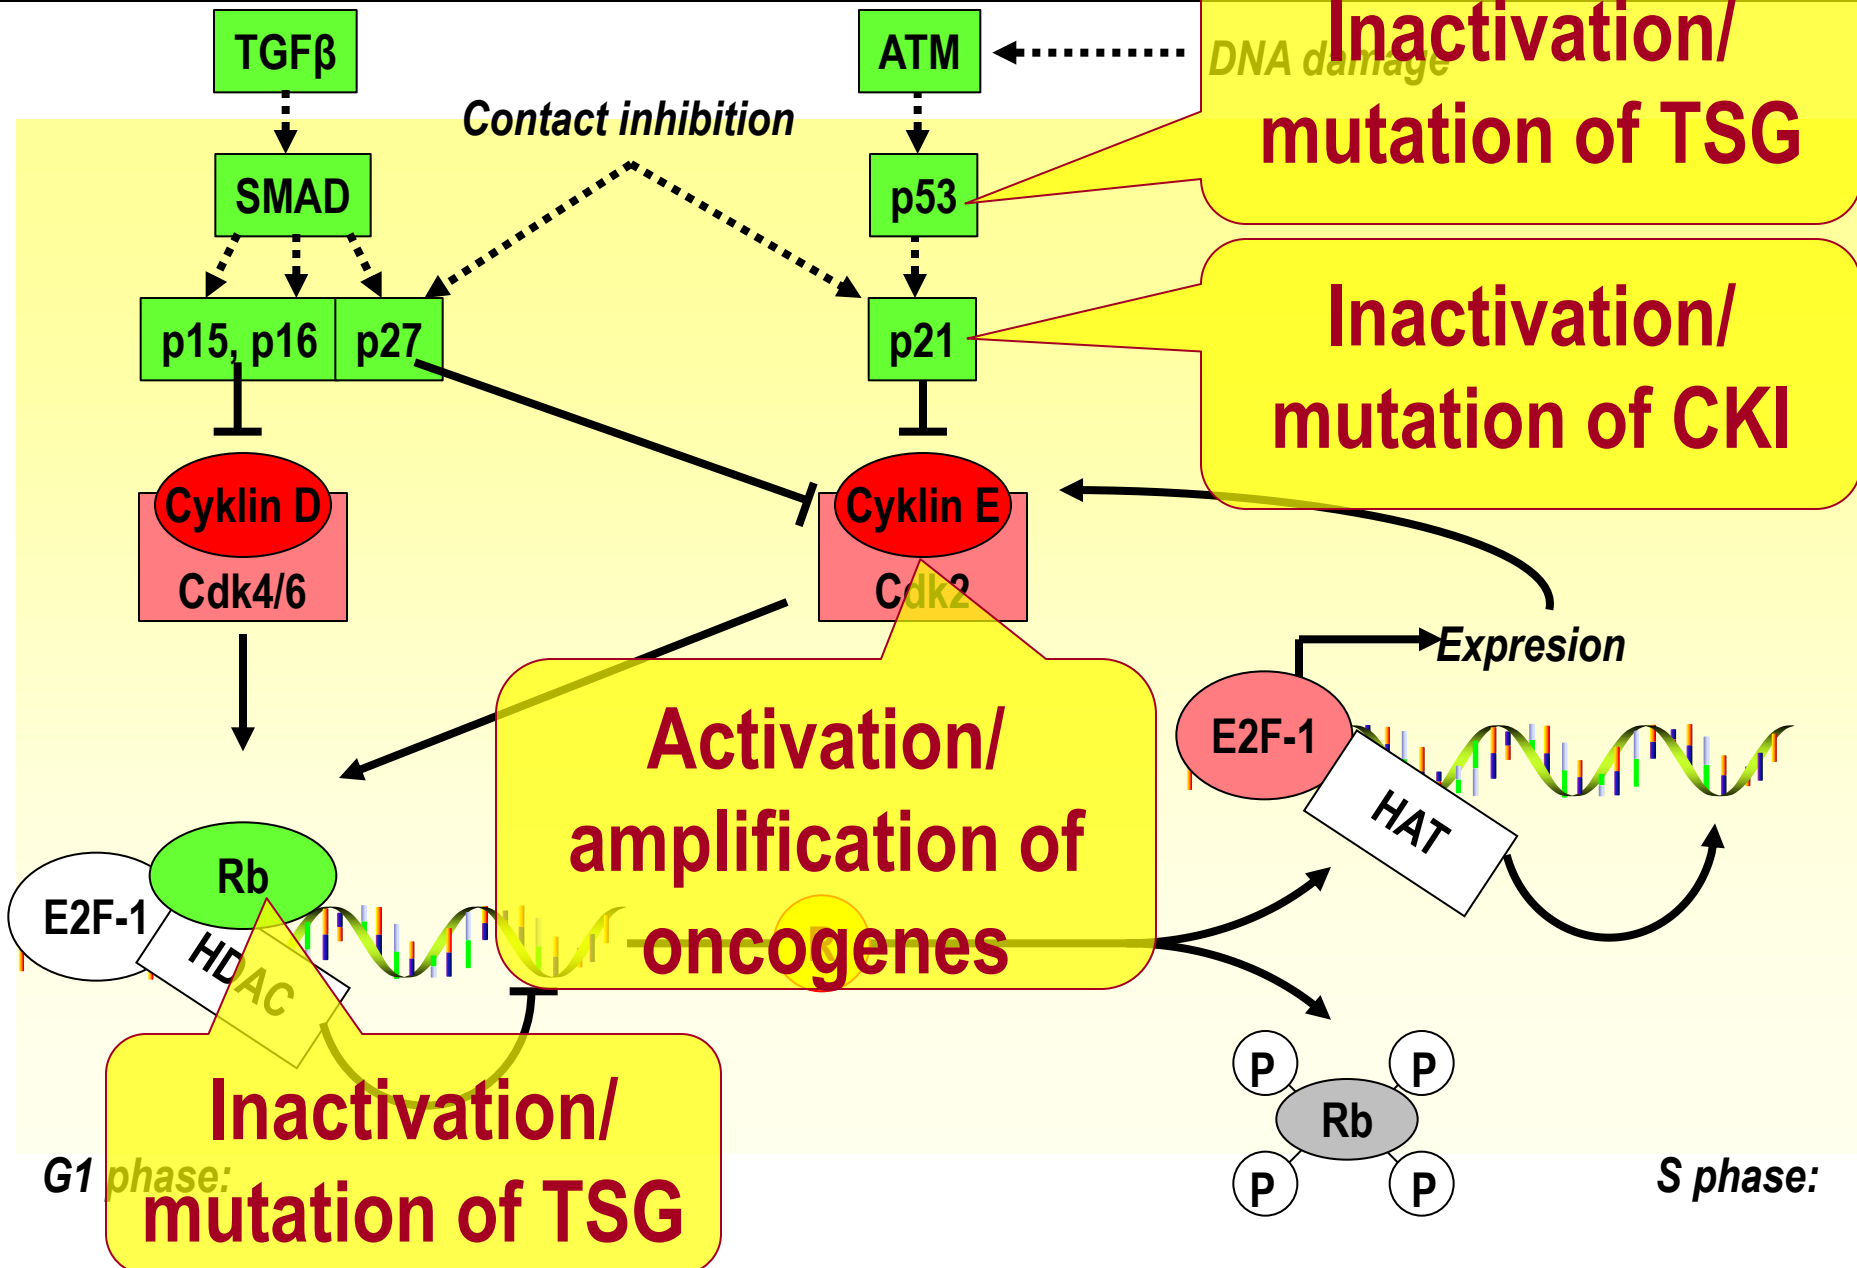 TGFβ
ATM
DNA damage
Inactivation/
mutation of TSG
Contact inhibition
SMAD
p53
p15, p16
p27
p21
Inactivation/
mutation of CKI
Cyklin D
Cdk4/6
Cyklin E
Cdk2
Expresion
E2F-1
HAT
Activation/
amplification of
oncogenes
R
Rb
E2F-1
HDAC
Inactivation/
mutation of TSG
P
P
Rb
P
P
G1 phase:
S phase: